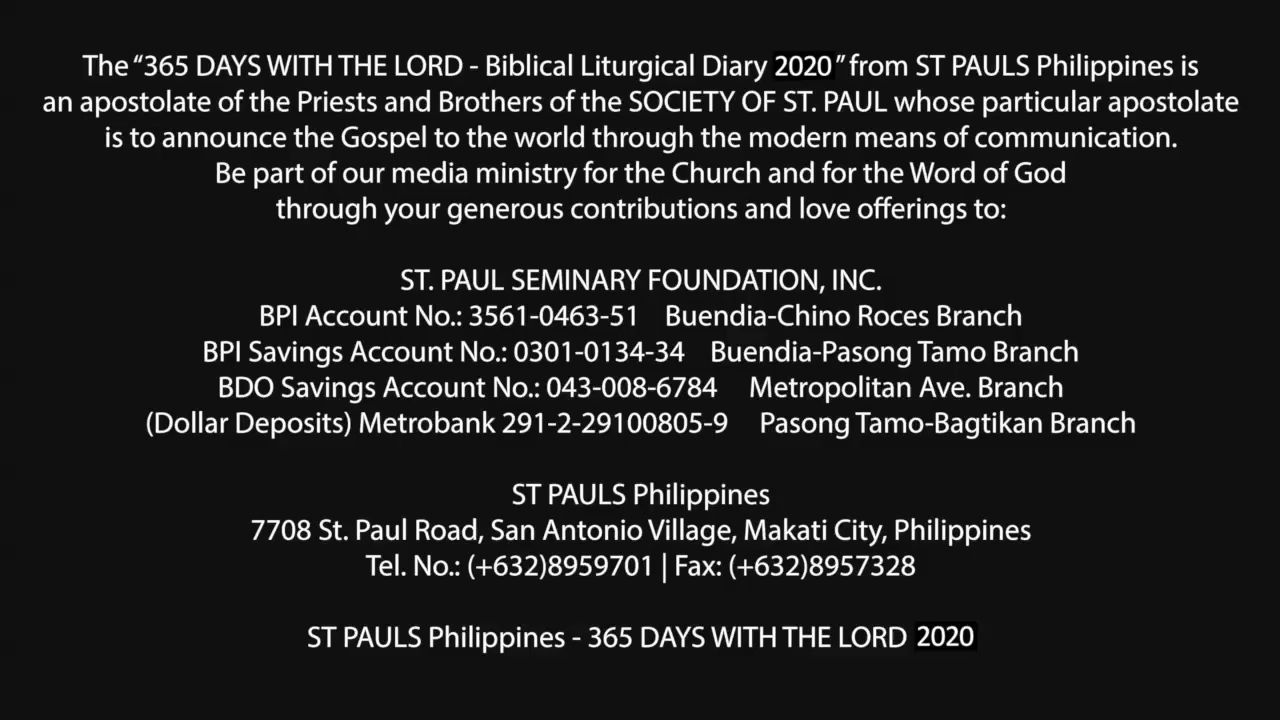 The “365 DAYS WITH THE LORD - Biblical Liturgical Diary 2020” from ST PAULS Philippines is
an apostolate of the Priests and Brothers of the SOCIETY OF ST. PAUL whose particular apostolate
is to announce the Gospel to the world through the modern means of communication.
Be part of our media ministry for the Church and for the Word of God
through your generous contributions and love offerings to:
ST. PAUL SEMINARY FOUNDATION, INC.
BPI Account No.: 3561-0463-51 Buendia-Chino Roces Branch
BPI Savings Account No.: 0301-0134-34 Buendia-Pasong Tamo Branch
BDO Savings Account No.: 043-008-6784 Metropolitan Ave. Branch
(Dollar Deposits) Metrobank 291-2-29100805-9 Pasong Tamo-Bagtikan Branch
ST PAULS Philippines
7708 St. Paul Road, San Antonio Village, Makati City, Philippines
Tel. No.: (+632)8959701 | Fax: (+632)8957328
ST PAULS Philippines - 365 DAYS WITH THE LORD 2020